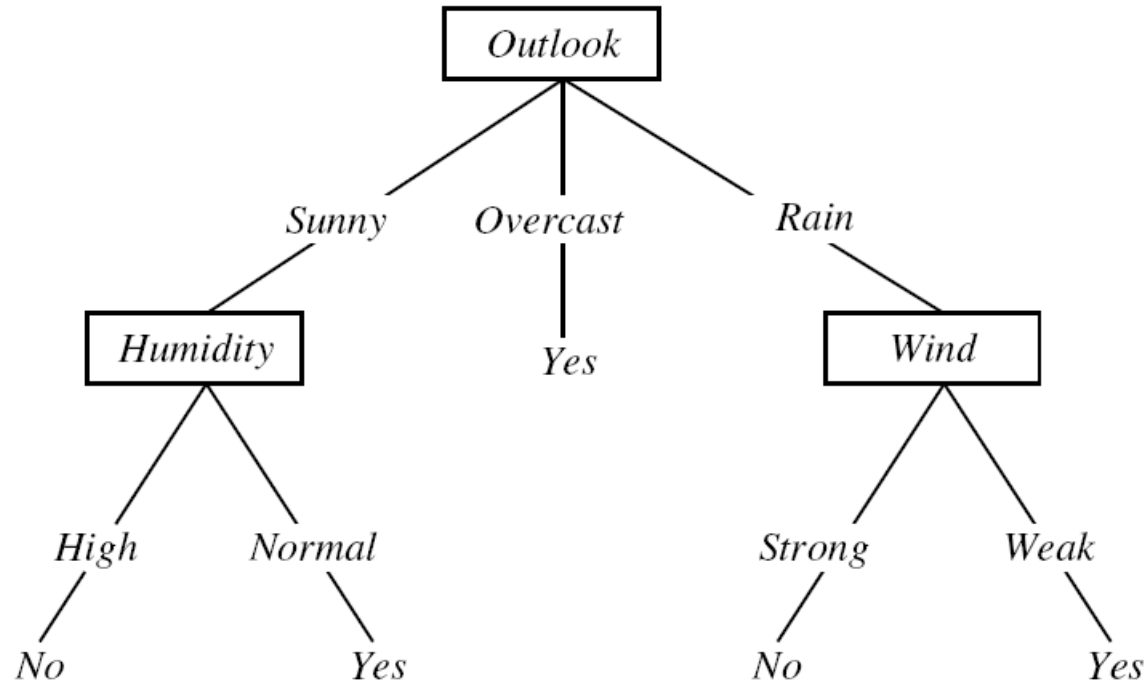 Outlook
Sunny Overcast Rain
Humidity Yes Wind
High Normal Strong Weak
No Yes No Yes